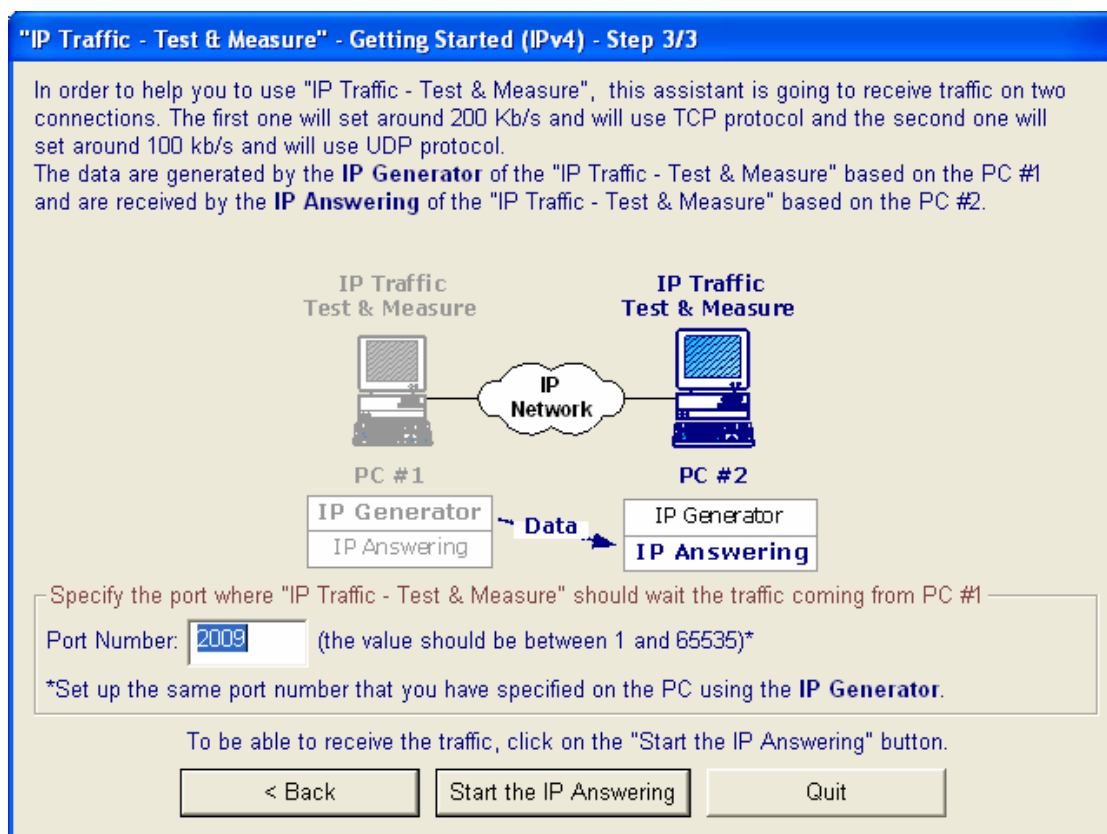 "IP Traffic - Test & Measure" - Getting Started (IPv4) - Step 3/3
In order to help you to use "IP Traffic - Test & Measure", this assistant is going to receive traffic on two
connections. The first one will set around 200 Kb/s and will use TCP protocol and the second one will
set around 100 kb/s and will use UDP protocol.
The data are generated by the IP Generator of the "IP Traffic - Test & Measure" based on the PC #1
and are received by the IP Answering of the "IP Traffic - Test & Measure" based on the PC #2.
IP Traffic
Test & Measure
IP Traffic
Test & Measure
IP
Network
PC #1
PC #2
IP Generator
IP Answering
Data
IP Generator
IP Answering
Specify the port where "IP Traffic - Test & Measure" should wait the traffic coming from PC #1
Port Number: 2009 (the value should be between 1 and 65535)*
*Set up the same port number that you have specified on the PC using the IP Generator.
To be able to receive the traffic, click on the "Start the IP Answering" button.
< Back
Start the IP Answering
Quit